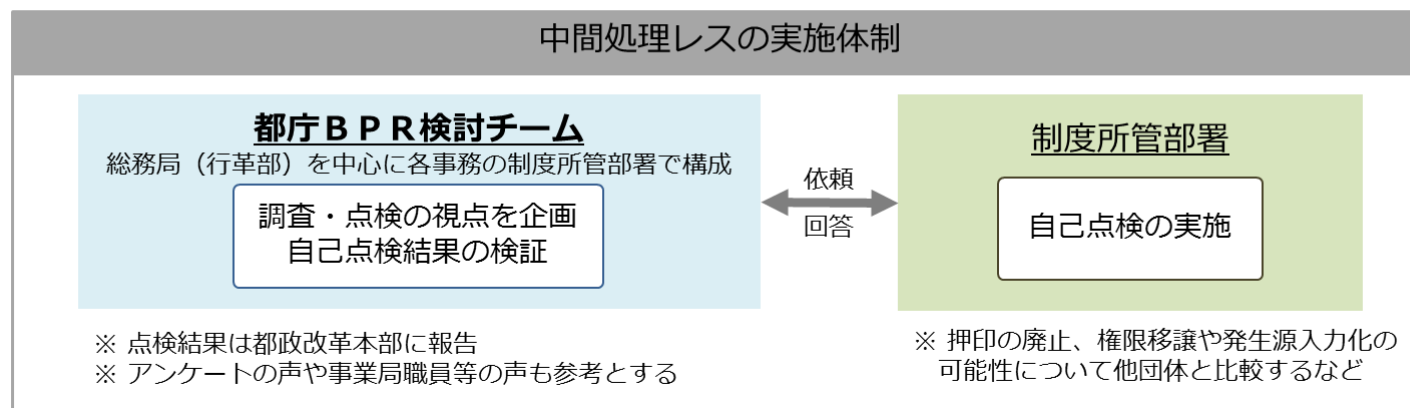 中間処理レスの実施体制
都庁ＢＰＲ検討チーム
総務局（行革部）を中心に各事務の制度所管部署で構成
調査・点検の視点を企画
自己点検結果の検証
※ 点検結果は都政改革本部に報告
※ アンケートの声や事業局職員等の声も参考とする
依頼
回答
制度所管部署
自己点検の実施
※ 押印の廃止、権限移譲や発生源入力化の
可能性について他団体と比較するなど